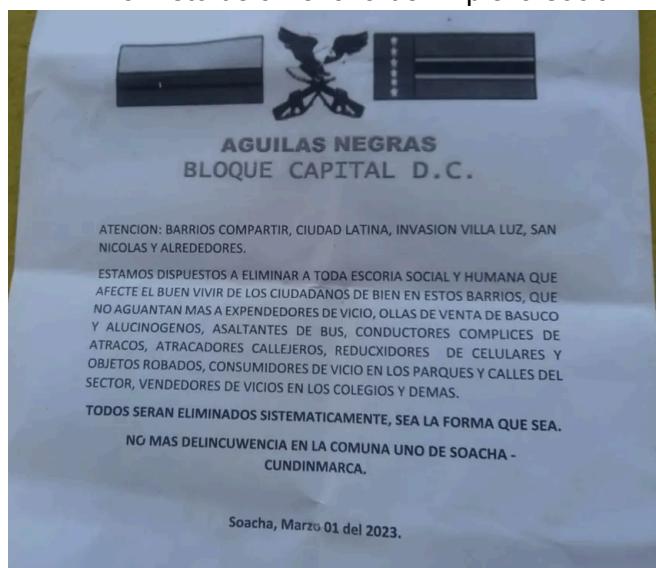 AGUILAS NEGRAS
BLOQUE CAPITAL D.C.
ATENCION: BARRIOS COMPARTIR, CIUDAD LATINA, INVASION VILLA LUZ, SAN
NICOLAS Y ALREDEDORES.
ESTAMOS DISPUESTOS A ELIMINAR A TODA ESCORIA SOCIAL Y HUMANA QUE
AFECTE EL BUEN VIVIR DE LOS CIUDADANOS DE BIEN EN ESTOS BARRIOS, QUE
NO AGUANTAN MAS A EXPENDEDORES DE VICIO, OLLAS DE VENTA DE BASUCO
Y ALUCINOGENOS, ASALTANTES DE BUS, CONDUCTORES COMPLICES DE
ATRACOS, ATRACADORES CALLEJEROS, REDUCXIDORES DE CELULARES Y
OBJETOS ROBADOS, CONSUMIDORES DE VICIO EN LOS PARQUES Y CALLES DEL
SECTOR, VENDEDORES DE VICIOS EN LOS COLEGIOS Y DEMAS.
TODOS SERAN ELIMINADOS SISTEMATICAMENTE, SEA LA FORMA QUE SEA.
NO MAS DELINCUWENCIA EN LA COMUNA UNO DE SOACHA -
CUNDINMARCA.
Soacha, Marzo 01 del 2023.